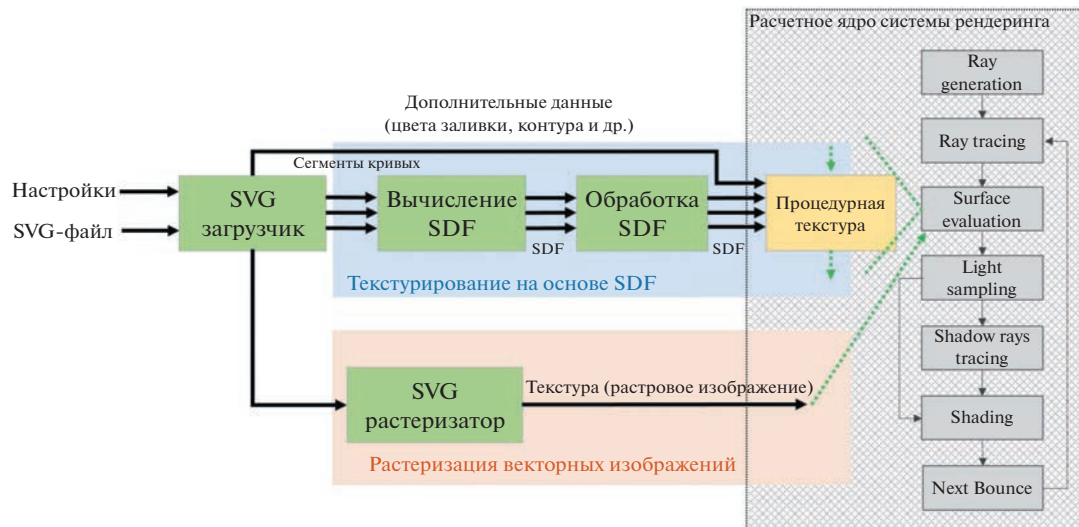 Расчетное ядро системы рендеринга
Ray
generation
Дополнительные данные
(цвета заливки, контура и др.)
Ray tracing
Сегменты кривых
Настройки
SVG-файл
SVG
загрузчик
Вычисление
SDF
SDF
Обработка
SDF
SDF
Процедурная
текстура
Surface
evaluation
Текстурирование на основе SDF
Light
sampling
Shadow rays
tracing
SVG
растеризатор
Текстура (растровое изображение)
Shading
Растеризация векторных изображений
Next Bounce